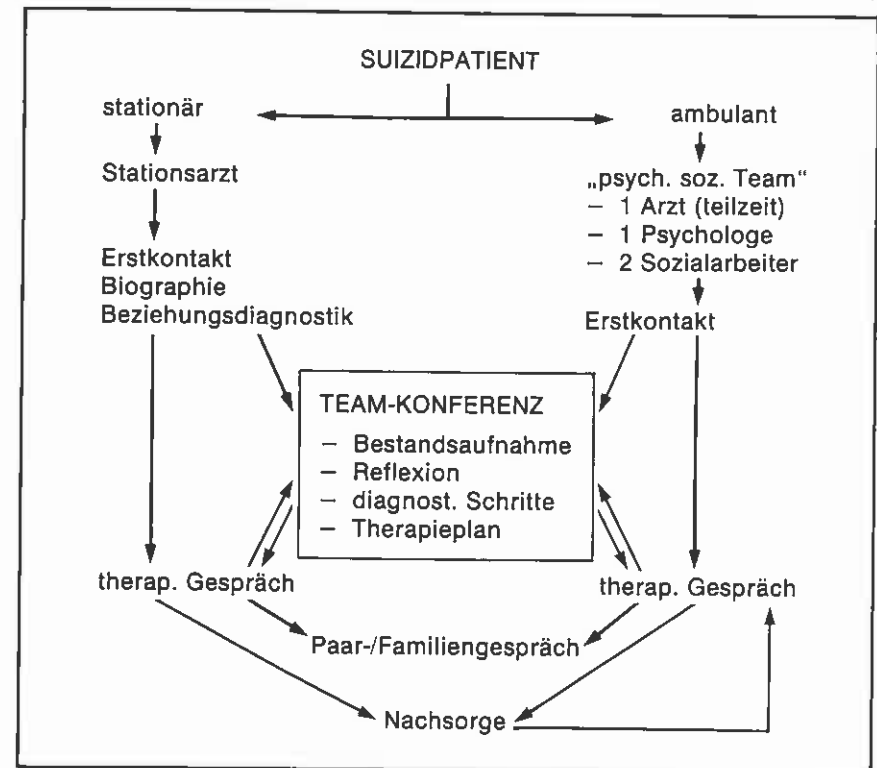 SUIZIDPATIENT
stationär
ambulant
Stationsarzt
„psych. soz. Team“
– 1 Arzt (teilzeit)
– 1 Psychologe
– 2 Sozialarbeiter
Erstkontakt
Biographie
Beziehungsdiagnostik
Erstkontakt
TEAM-KONFERENZ
– Bestandsaufnahme
– Reflexion
– diagnost. Schritte
– Therapieplan
therap. Gespräch
therap. Gespräch
Paar-/Familiengespräch
Nachsorge